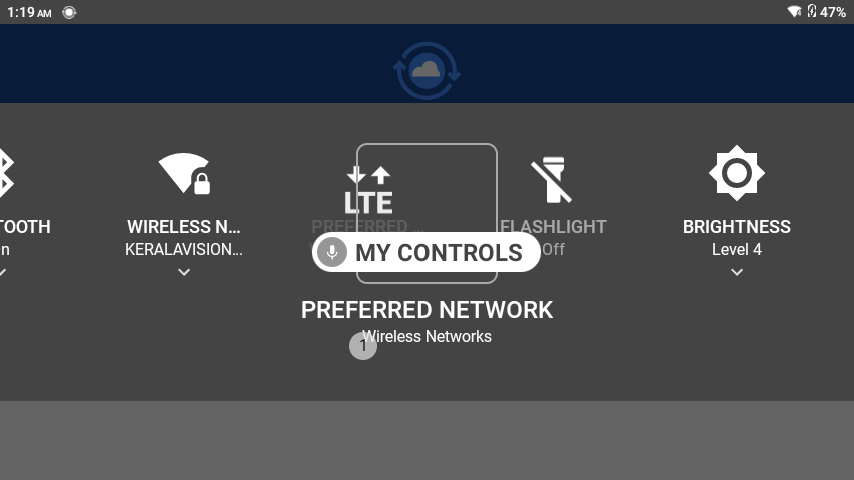 1:19 AM
47%
LTE
TOOTH
WIRELESS N...
PREFERRED ...
FLASHLIGHT
BRIGHTNESS
n
KERALAVISION...
MY CONTROLS
Off
Level 4
PREFERRED NETWORK
Wireless Networks
1